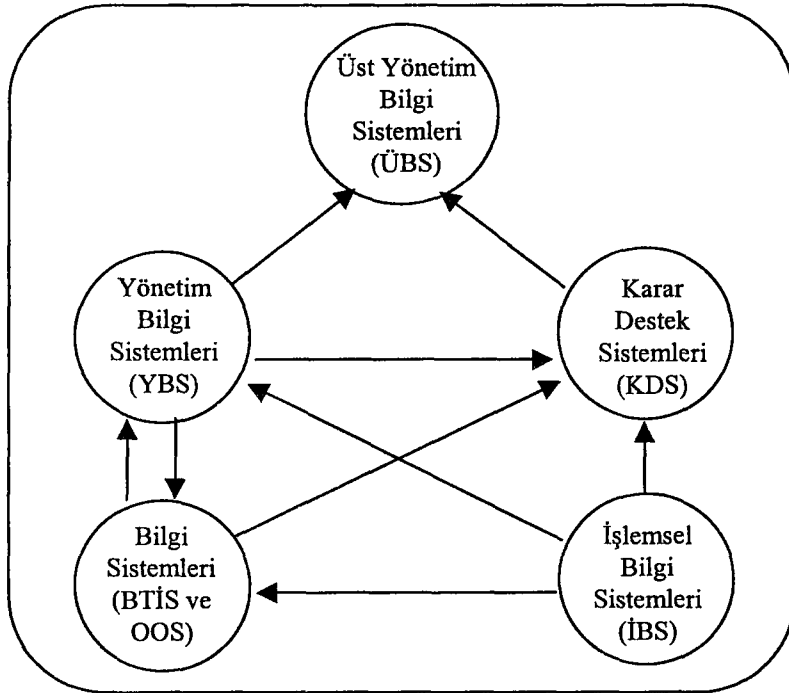 Üst Yönetim
Bilgi
Sistemleri
(ÜBS)
Yönetim
Bilgi
Sistemleri
(YBS)
Karar
Destek
Sistemleri
(KDS)
Bilgi
Sistemleri
(BTİS ve
OOS)
İşlemsel
Bilgi
Sistemleri
(İBS)